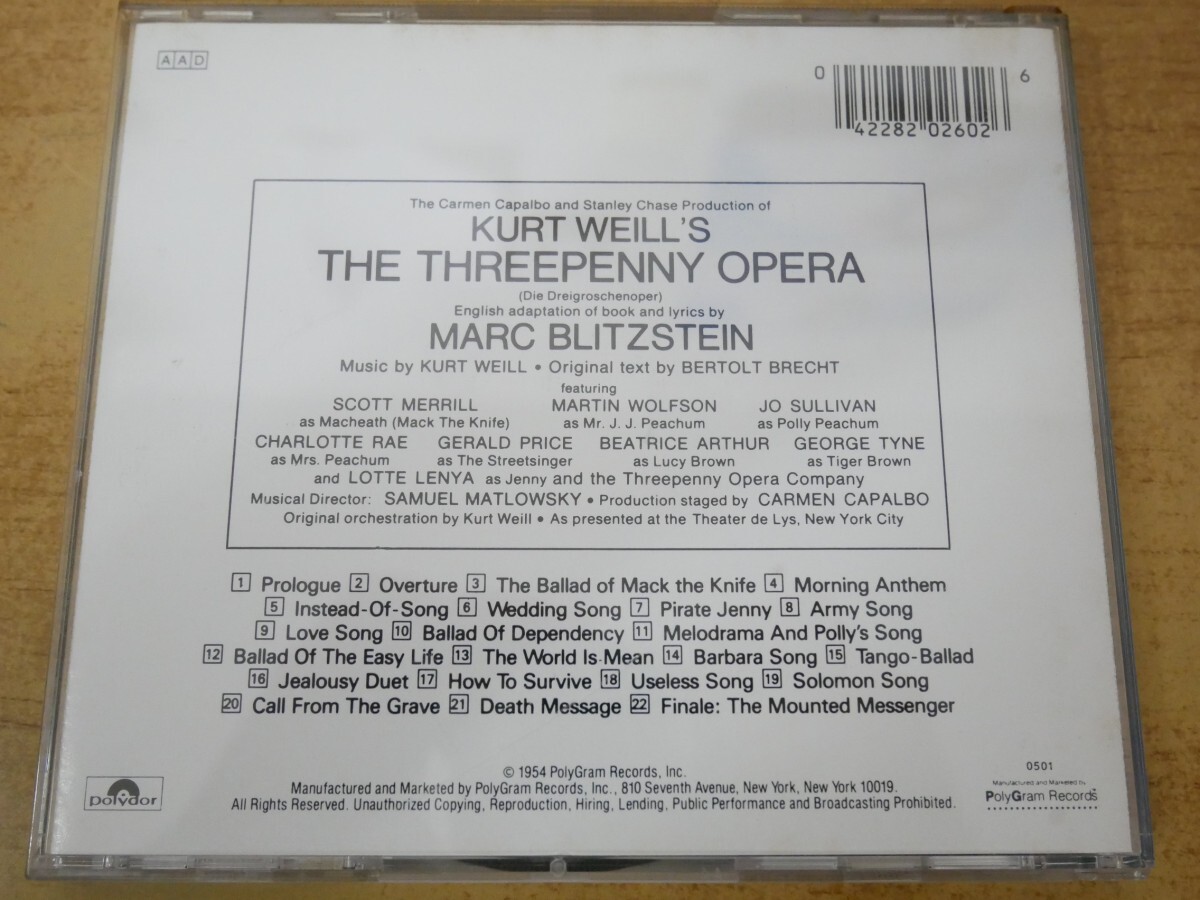 AAD
0 6
42282 02602
The Carmen Capalbo and Stanley Chase Production of
KURT WEILL'S
THE THREEPENNY OPERA
(Die Dreigroschenoper)
English adaptation of book and lyrics by
MARC BLITZSTEIN
Music by KURT WEILL • Original text by BERTOLT BRECHT
featuring
SCOTT MERRILL MARTIN WOLFSON JO SULLIVAN
as Macheath (Mack The Knife) as Mr. J. J. Peachum as Polly Peachum
CHARLOTTE RAE GERALD PRICE BEATRICE ARTHUR GEORGE TYNE
as Mrs. Peachum as The Streetsinger as Lucy Brown as Tiger Brown
and LOTTE LENYA as Jenny and the Threepenny Opera Company
Musical Director: SAMUEL MATLOWSKY • Production staged by CARMEN CAPALBO
Original orchestration by Kurt Weill • As presented at the Theater de Lys, New York City
1 Prologue 2 Overture 3 The Ballad of Mack the Knife 4 Morning Anthem
5 Instead-Of-Song 6 Wedding Song 7 Pirate Jenny 8 Army Song
9 Love Song 10 Ballad Of Dependency 11 Melodrama And Polly's Song
12 Ballad Of The Easy Life 13 The World Is Mean 14 Barbara Song 15 Tango-Ballad
16 Jealousy Duet 17 How To Survive 18 Useless Song 19 Solomon Song
20 Call From The Grave 21 Death Message 22 Finale: The Mounted Messenger
© 1954 PolyGram Records, Inc.
Manufactured and Marketed by PolyGram Records, Inc., 810 Seventh Avenue, New York, New York 10019.
All Rights Reserved. Unauthorized Copying, Reproduction, Hiring, Lending, Public Performance and Broadcasting Prohibited.
polydor
0501
Manufactured and Marketed by
PolyGram Records